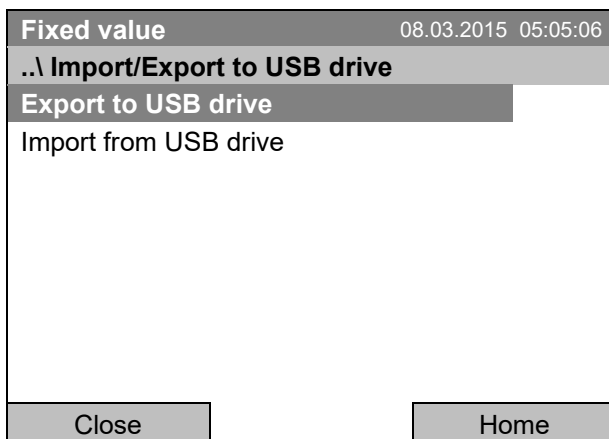 Fixed value 08.03.2015 05:05:06
..\ Import/Export to USB drive
Export to USB drive
Import from USB drive
Close Home